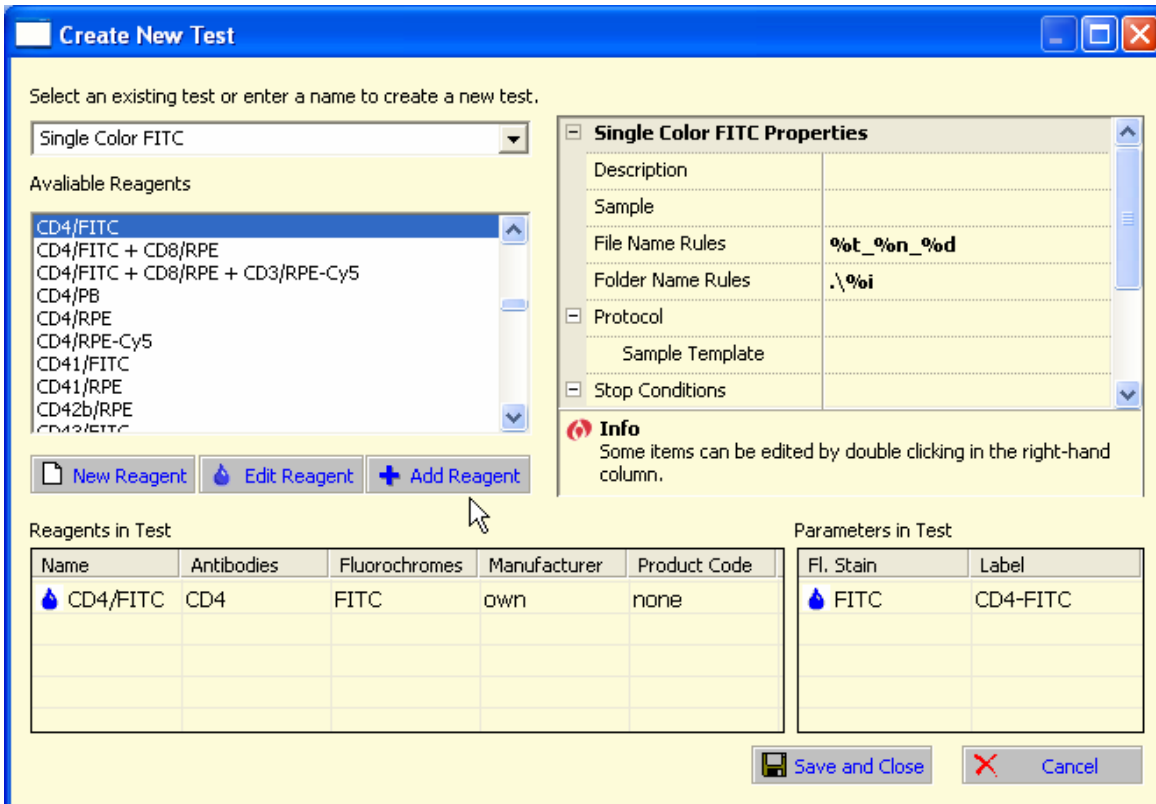 Create New Test
Select an existing test or enter a name to create a new test.
Single Color FITC
Avaliable Reagents
CD4/FITC
CD4/FITC + CD8/RPE
CD4/FITC + CD8/RPE + CD3/RPE-Cy5
CD4/PB
CD4/RPE
CD4/RPE-Cy5
CD41/FITC
CD41/RPE
CD42b/RPE
CD43/FITC
New Reagent Edit Reagent Add Reagent
Single Color FITC Properties
Description
Sample
File Name Rules %t_%n_%d
Folder Name Rules .\%i
Protocol
Sample Template
Stop Conditions
Info
Some items can be edited by double clicking in the right-hand
column.
Reagents in Test
Name Antibodies Fluorochromes Manufacturer Product Code
CD4/FITC CD4 FITC own none
Parameters in Test
Fl. Stain Label
FITC CD4-FITC
Save and Close Cancel